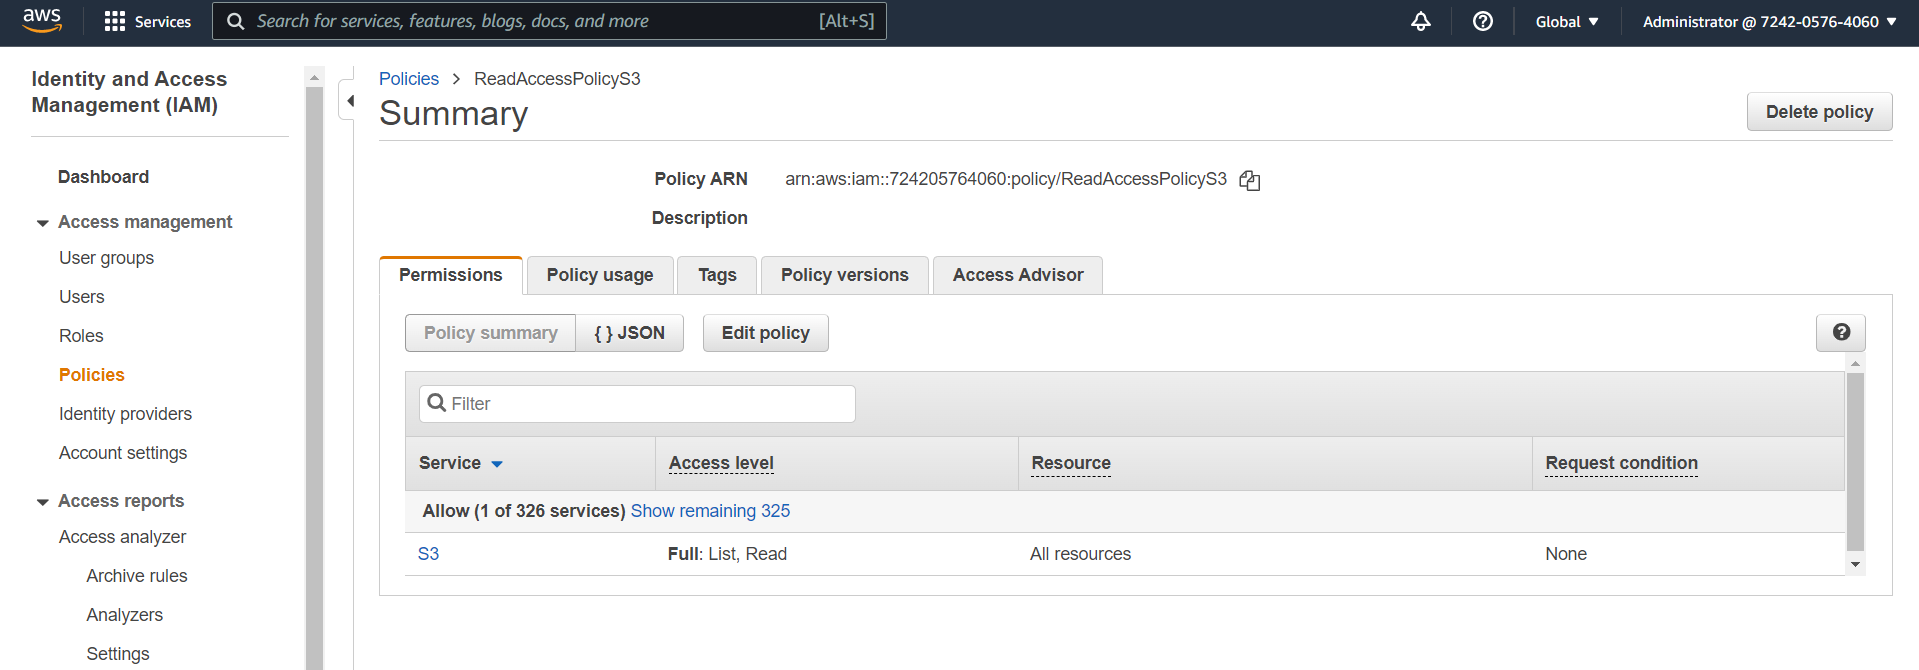 aws Services Search for services, features, blogs, docs, and more [Alt+S] Global Administrator @ 7242-0576-4060
Identity and Access
Management (IAM)
Dashboard
Access management
User groups
Users
Roles
Policies
Identity providers
Account settings
Access reports
Access analyzer
Archive rules
Analyzers
Settings
Policies > ReadAccessPolicyS3
Summary
Delete policy
Policy ARN arn:aws:iam::724205764060:policy/ReadAccessPolicyS3
Description
Permissions Policy usage Tags Policy versions Access Advisor
Policy summary { } JSON Edit policy ?
Filter
Service Access level Resource Request condition
Allow (1 of 326 services) Show remaining 325
S3 Full: List, Read All resources None